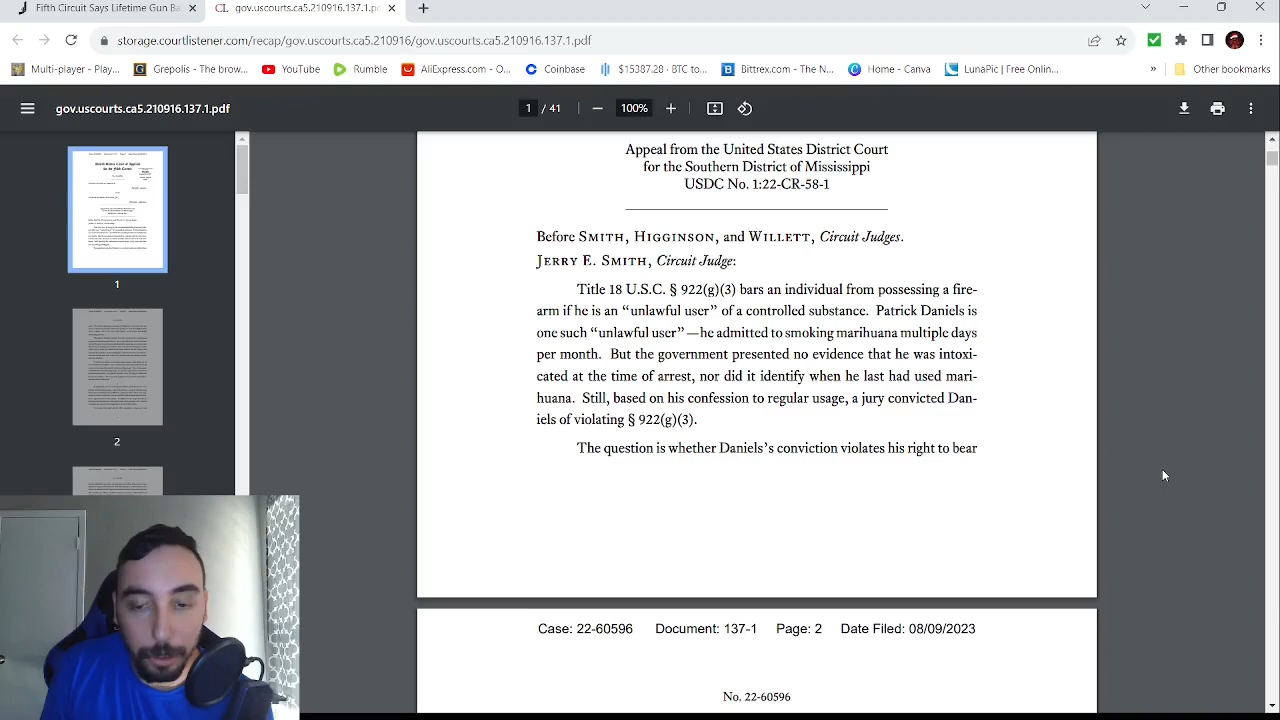 Fifth Circuit Says Lifetime Gun Ba
gov.uscourts.ca5.210916.137.1.p
storage.courtlistener.com/recap/gov.uscourts.ca5.210916/gov.uscourts.ca5.210916.137.1.pdf
Multi-player - Play... Grepolis - The brow... YouTube Rumble AliExpress.com - O... Coinbase $15387.28 - BTC to... Bittrex.com - The N... Home - Canva LunaPic | Free Onlin... » Other bookmarks
gov.uscourts.ca5.210916.137.1.pdf 1 / 41 100%
Appeal from the United States District Court
for the Southern District of Mississippi
USDC No. 1:22-CR-58-1
SMITH, HIGGINSON, and Circuit Judges.
JERRY E. SMITH, Circuit Judge:
Title 18 U.S.C. § 922(g)(3) bars an individual from possessing a fire-
arm if he is an “unlawful user” of a controlled substance. Patrick Daniels is
“unlawful user”—he admitted to smoking marihuana multiple days
per month. But the government presented no evidence that he was intoxi-
the time of arrest, nor did it identify when he last had used mari-
Still, based on his confession to regular usage, a jury convicted Dan-
iels of violating § 922(g)(3).
The question is whether Daniels’s conviction violates his right to bear
1
2
Case: 22-60596 Document: 137-1 Page: 2 Date Filed: 08/09/2023
No. 22-60596